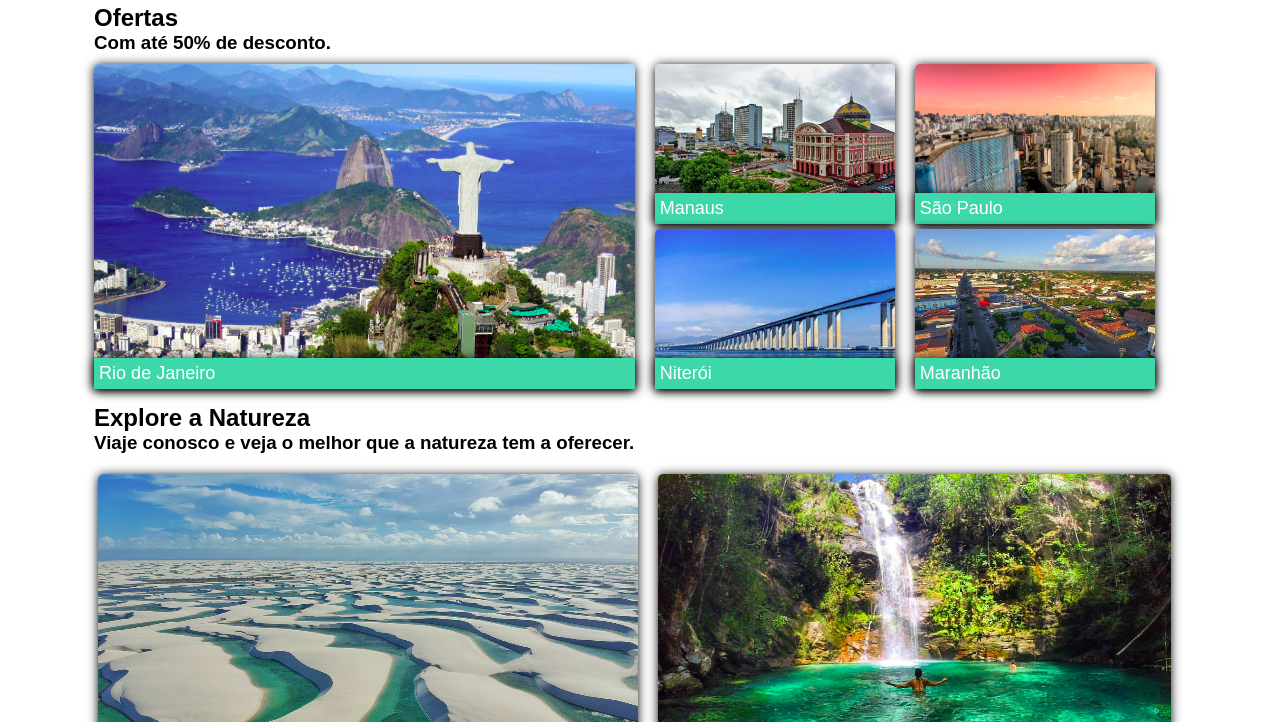 Ofertas
Com até 50% de desconto.
Rio de Janeiro
Manaus
São Paulo
Niterói
Maranhão
Explore a Natureza
Viaje conosco e veja o melhor que a natureza tem a oferecer.